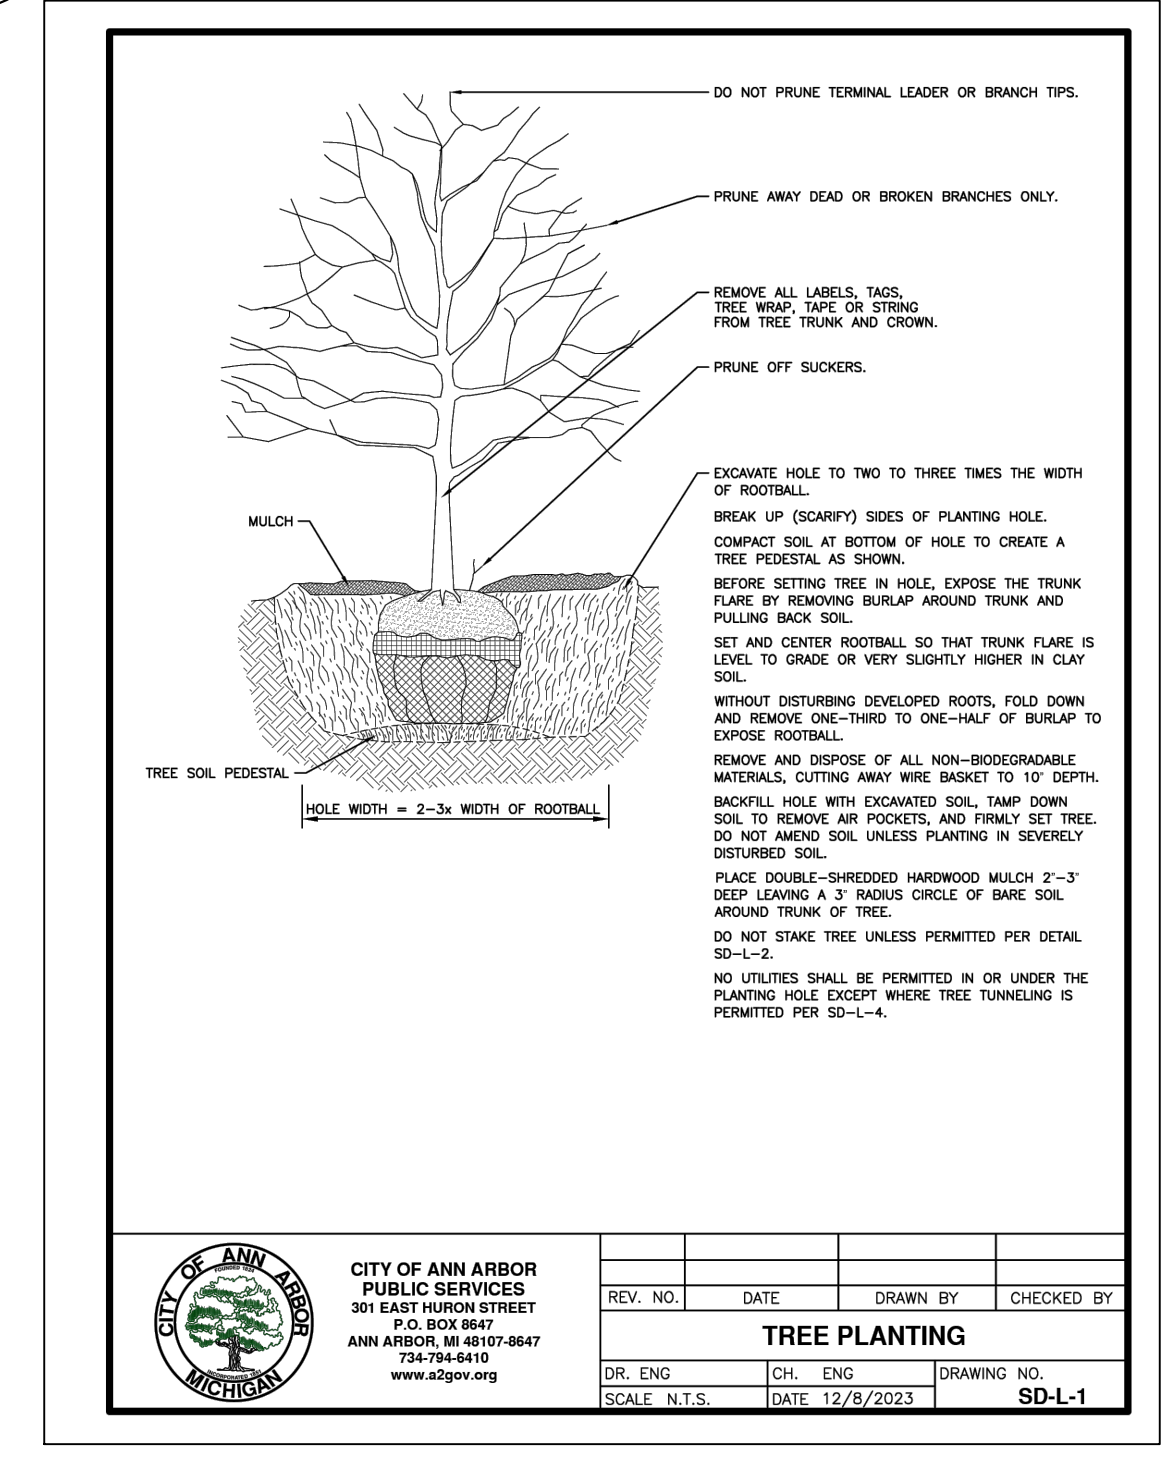 DO NOT PRUNE TERMINAL LEADER OR BRANCH TIPS.
PRUNE AWAY DEAD OR BROKEN BRANCHES ONLY.
REMOVE ALL LABELS, TAGS,
TREE WRAP, TAPE OR STRING
FROM TREE TRUNK AND CROWN.
PRUNE OFF SUCKERS.
EXCAVATE HOLE TO TWO TO THREE TIMES THE WIDTH
OF ROOTBALL.
BREAK UP (SCARIFY) SIDES OF PLANTING HOLE.
COMPACT SOIL AT BOTTOM OF HOLE TO CREATE A
TREE PEDESTAL AS SHOWN.
BEFORE SETTING TREE IN HOLE, EXPOSE THE TRUNK
FLARE BY REMOVING BURLAP AROUND TRUNK AND
PULLING BACK SOIL.
SET AND CENTER ROOTBALL SO THAT TRUNK FLARE IS
LEVEL TO GRADE OR VERY SLIGHTLY HIGHER IN CLAY
SOIL.
WITHOUT DISTURBING DEVELOPED ROOTS, FOLD DOWN
AND REMOVE ONE-THIRD TO ONE-HALF OF BURLAP TO
EXPOSE ROOTBALL.
REMOVE AND DISPOSE OF ALL NON-BIODEGRADABLE
MATERIALS, CUTTING AWAY WIRE BASKET TO 10" DEPTH.
BACKFILL HOLE WITH EXCAVATED SOIL, TAMP DOWN
SOIL TO REMOVE AIR POCKETS, AND FIRMLY SET TREE.
DO NOT AMEND SOIL UNLESS PLANTING IN SEVERELY
DISTURBED SOIL.
PLACE DOUBLE-SHREDDED HARDWOOD MULCH 2"-3"
DEEP LEAVING A 3" RADIUS CIRCLE OF BARE SOIL
AROUND TRUNK OF TREE.
DO NOT STAKE TREE UNLESS PERMITTED PER DETAIL
SD-L-2.
NO UTILITIES SHALL BE PERMITTED IN OR UNDER THE
PLANTING HOLE EXCEPT WHERE TREE TUNNELING IS
PERMITTED PER SD-L-4.
MULCH
TREE SOIL PEDESTAL
HOLE WIDTH = 2-3x WIDTH OF ROOTBALL
CITY OF ANN ARBOR
MICHIGAN
FOUNDED 1824
INCORPORATED 1851
CITY OF ANN ARBOR
PUBLIC SERVICES
301 EAST HURON STREET
P.O. BOX 8647
ANN ARBOR, MI 48107-8647
734-794-6410
www.a2gov.org
REV. NO. DATE DRAWN BY CHECKED BY
TREE PLANTING
DR. ENG CH. ENG DRAWING NO.
SCALE N.T.S. DATE 12/8/2023 SD-L-1